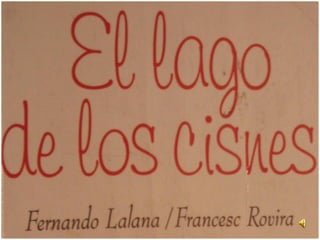 El lago
de los cisnes
Fernando Lalana / Francesc Rovira